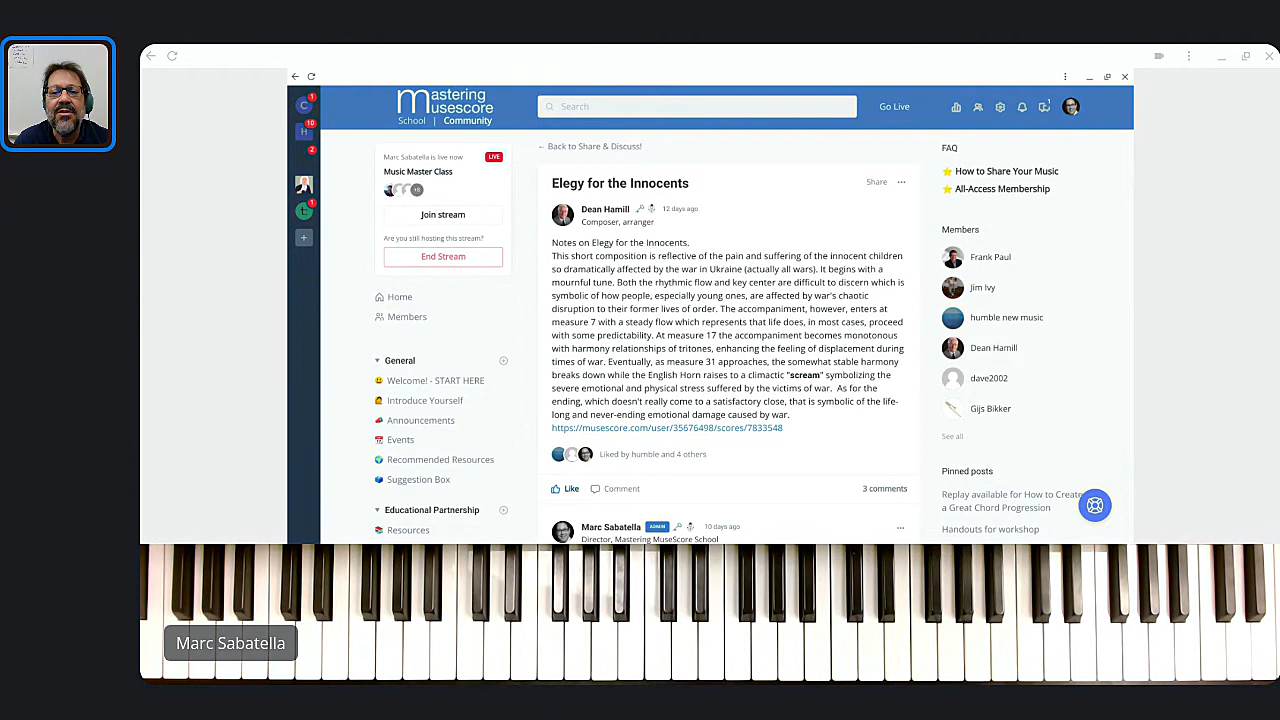 Mastering
Musescore
School | Community
Search
Go Live
C
1
H
10
2
t
1
+
Marc Sabatella is live now
LIVE
Music Master Class
+8
Join stream
Are you still hosting this stream?
End Stream
Home
Members
General
Welcome! - START HERE
Introduce Yourself
Announcements
Events
Recommended Resources
Suggestion Box
Educational Partnership
Resources
← Back to Share & Discuss!
Elegy for the Innocents
Share
Dean Hamill
12 days ago
Composer, arranger
Notes on Elegy for the Innocents.
This short composition is reflective of the pain and suffering of the innocent children
so dramatically affected by the war in Ukraine (actually all wars). It begins with a
mournful tune. Both the rhythmic flow and key center are difficult to discern which is
symbolic of how people, especially young ones, are affected by war's chaotic
disruption to their former lives of order. The accompaniment, however, enters at
measure 7 with a steady flow which represents that life does, in most cases, proceed
with some predictability. At measure 17 the accompaniment becomes monotonous
with harmony relationships of tritones, enhancing the feeling of displacement during
times of war. Eventually, as measure 31 approaches, the somewhat stable harmony
breaks down while the English Horn raises to a climactic "scream" symbolizing the
severe emotional and physical stress suffered by the victims of war. As for the
ending, which doesn't really come to a satisfactory close, that is symbolic of the life-
long and never-ending emotional damage caused by war.
https://musescore.com/user/35676498/scores/7833548
Liked by humble and 4 others
Like
Comment
3 comments
Marc Sabatella
ADMIN
10 days ago
Director, Mastering MuseScore School
FAQ
How to Share Your Music
All-Access Membership
Members
Frank Paul
Jim Ivy
humble new music
Dean Hamill
dave2002
Gijs Bikker
See all
Pinned posts
Replay available for How to Create
a Great Chord Progression
Handouts for workshop
Marc Sabatella